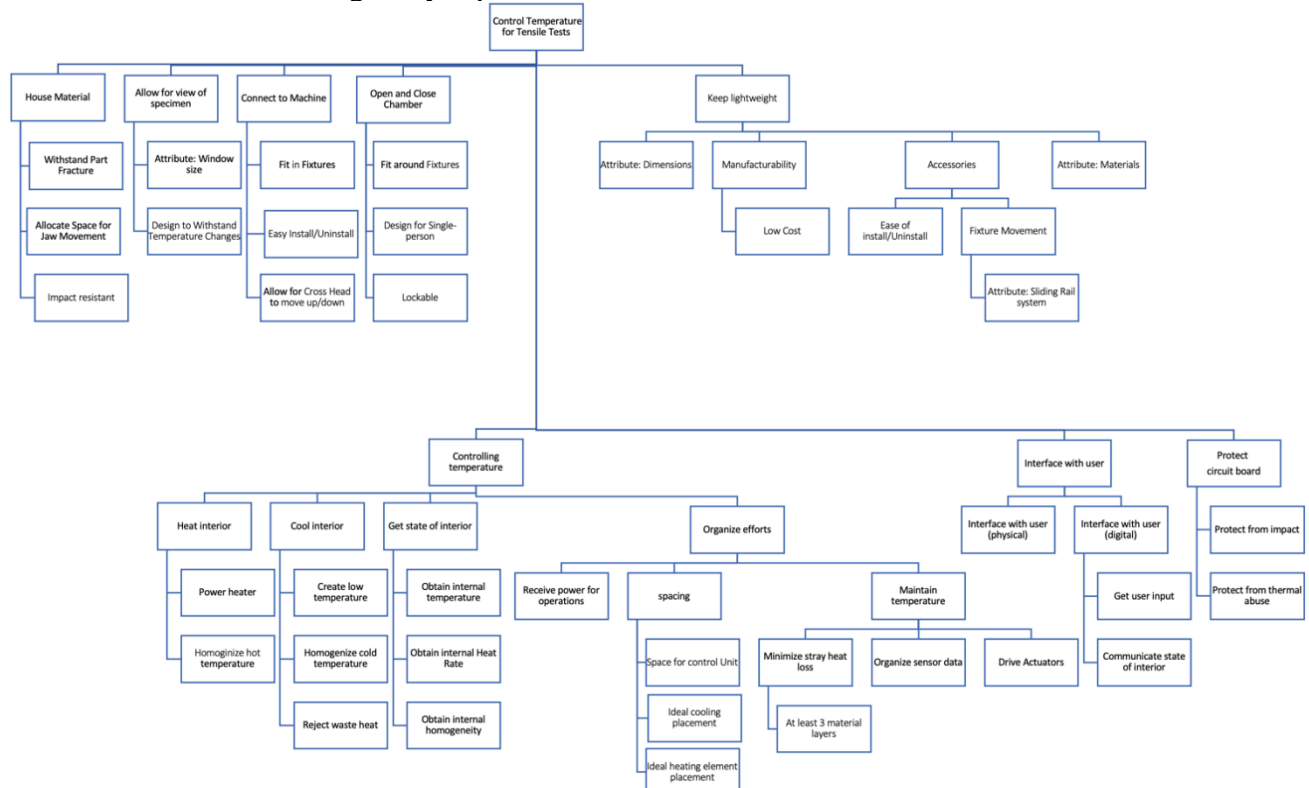 Control Temperature
for Tensile Tests
House Material
Allow for view of
specimen
Connect to Machine
Open and Close
Chamber
Keep lightweight
Withstand Part
Fracture
Attribute: Window
size
Fit in Fixtures
Fit around Fixtures
Attribute: Dimensions
Manufacturability
Accessories
Attribute: Materials
Allocate Space for
Jaw Movement
Design to Withstand
Temperature Changes
Easy Install/Uninstall
Design for Single-
person
Low Cost
Ease of
install/Uninstall
Fixture Movement
Impact resistant
Allow for Cross Head
to move up/down
Lockable
Attribute: Sliding Rail
system
Controlling
temperature
Interface with user
Protect
circuit board
Heat interior
Cool interior
Get state of interior
Organize efforts
Interface with user
(physical)
Interface with user
(digital)
Protect from impact
Power heater
Create low
temperature
Obtain internal
temperature
Receive power for
operations
spacing
Maintain
temperature
Get user input
Protect from thermal
abuse
Homoginize hot
temperature
Homogenize cold
temperature
Obtain internal Heat
Rate
Space for control Unit
Minimize stray heat
loss
Organize sensor data
Drive Actuators
Communicate state
of interior
Reject waste heat
Obtain internal
homogeneity
Ideal cooling
placement
At least 3 material
layers
Ideal heating element
placement